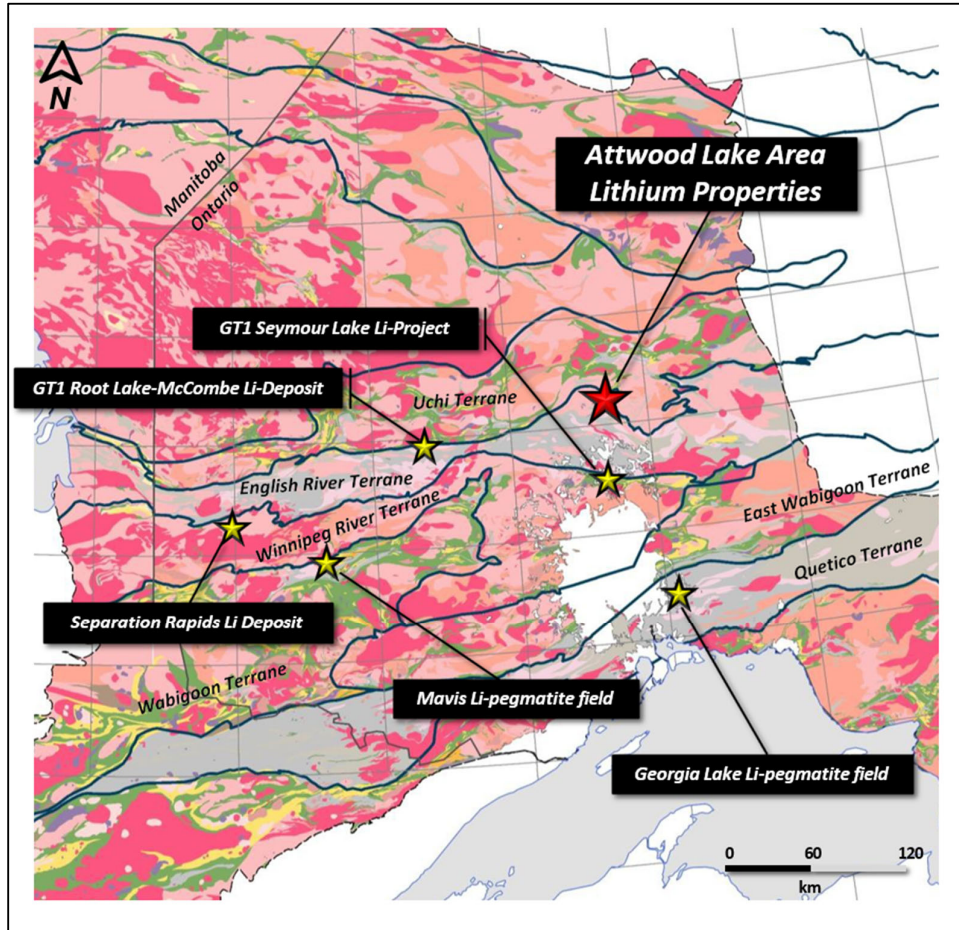 N
Manitoba
Ontario
Attwood Lake Area
Lithium Properties
GT1 Seymour Lake Li-Project
GT1 Root Lake-McCombe Li-Deposit
Uchi Terrane
English River Terrane
Winnipeg River Terrane
East Wabigoon Terrane
Quetico Terrane
Separation Rapids Li Deposit
Wabigoon Terrane
Mavis Li-pegmatite field
Georgia Lake Li-pegmatite field
0 60 120
km